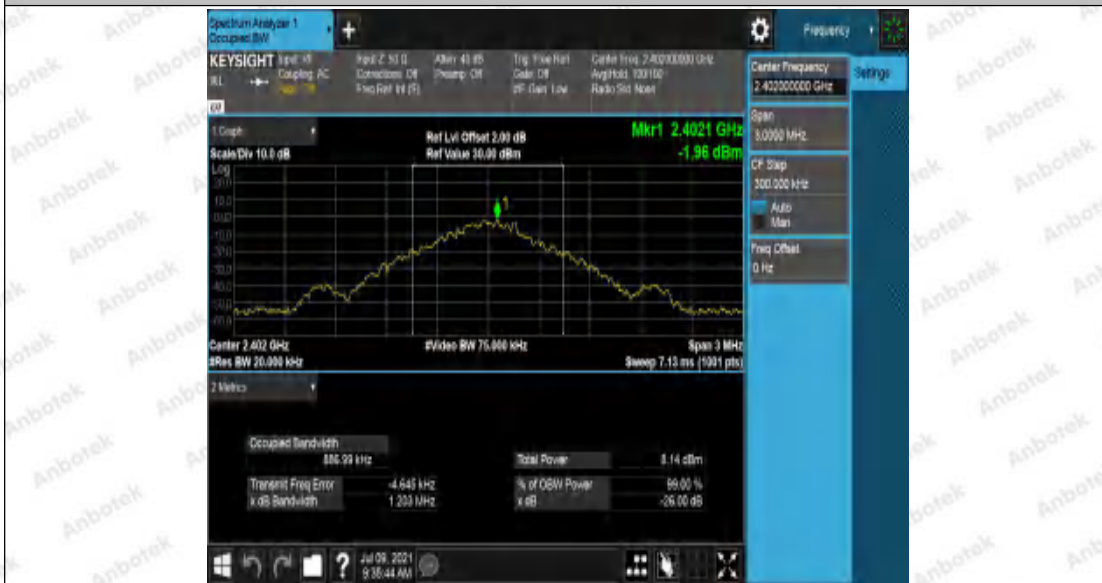 Spectrum Analyzer 1
Occupied BW
Frequency
KEYSIGHT Input: RF
Coupling: AC
Input Z: 50 Ω
Corrections: Off
Freq Ref: Int (S)
Atten: 40 dB
Preamp: Off
Trig: Free Run
Gate: Off
#IF Gain: Low
Center Freq: 2.402000000 GHz
Avg|Hold: 100/100
Radio Std: None
Center Frequency
2.402000000 GHz
Settings
Span
3.0000 MHz
CF Step
300.000 kHz
Auto
Man
Freq Offset
0 Hz
1 Graph
Scale/Div 10.0 dB
Ref Lvl Offset 2.00 dB
Ref Value 30.00 dBm
Mkr1 2.4021 GHz
-1.96 dBm
Log
Center 2.402 GHz
#Res BW 20.000 kHz
#Video BW 75.000 kHz
Span 3 MHz
Sweep 7.13 ms (1001 pts)
2 Metrics
Occupied Bandwidth
886.99 kHz
Total Power 8.14 dBm
Transmit Freq Error -4.645 kHz
% of OBW Power 99.00 %
x dB Bandwidth 1.203 MHz
x dB -26.00 dB
Jul 09, 2021
9:35:44 AM
Anbotek